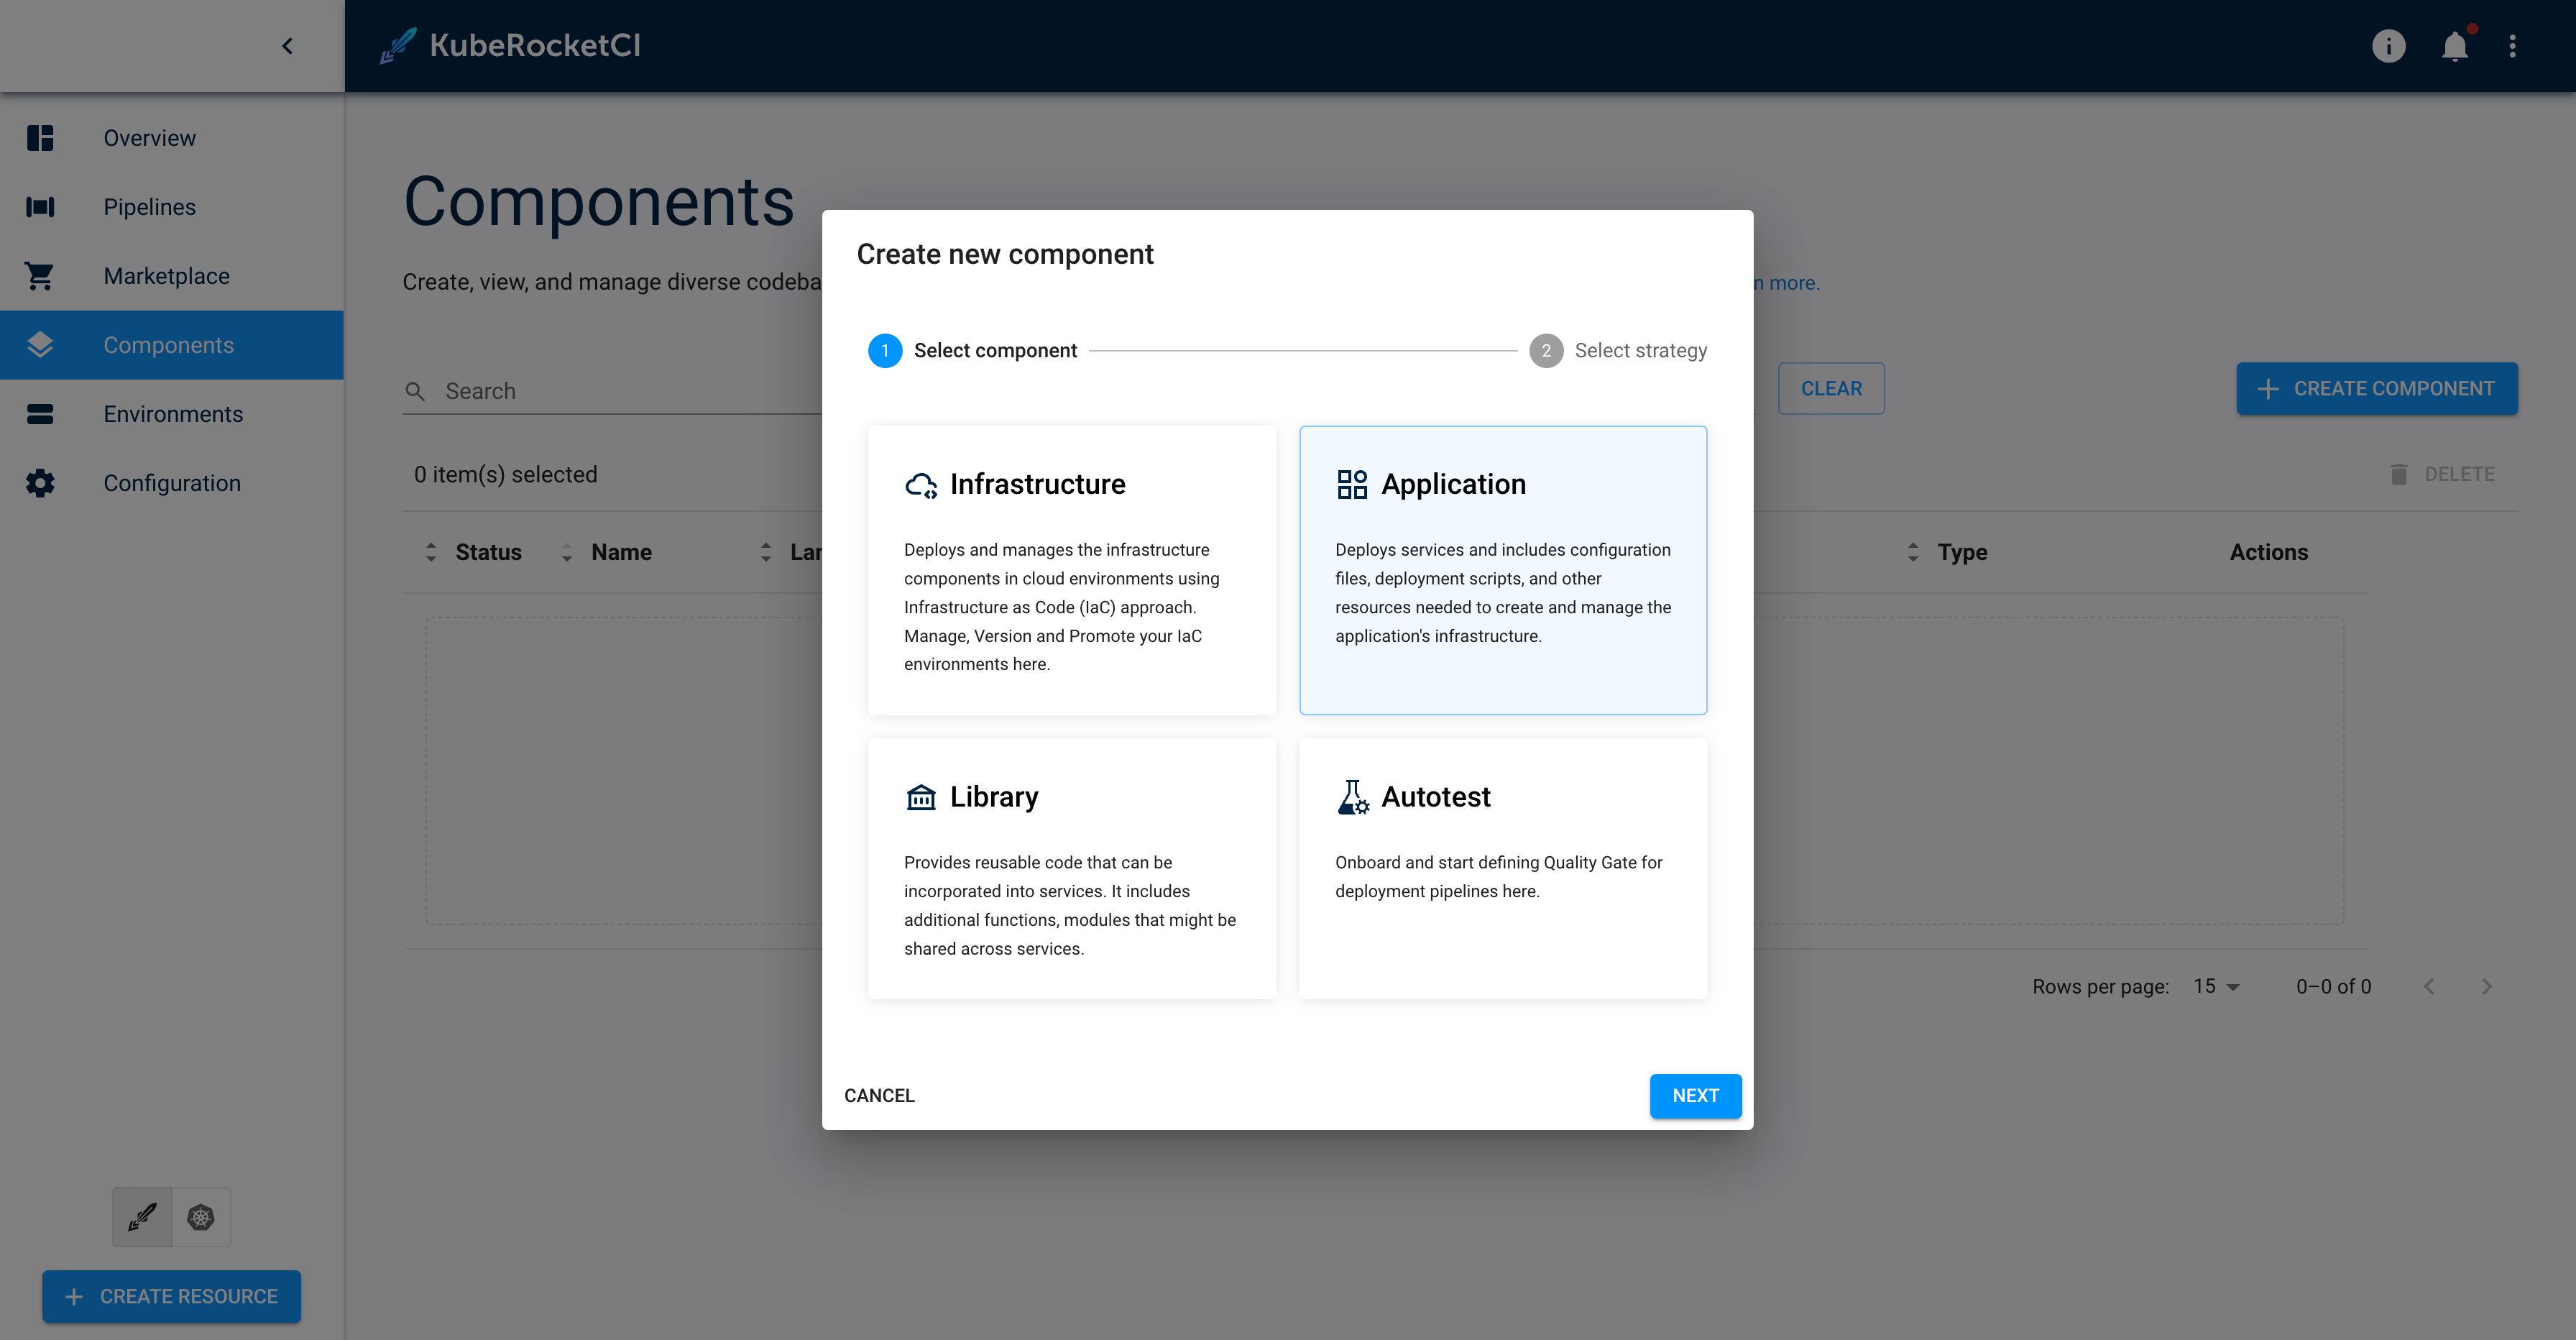 KubeRocketCI
Overview
Pipelines
Marketplace
Components
Environments
Configuration
CREATE RESOURCE
Components
Create, view, and manage diverse
more.
Search
CLEAR
CREATE COMPONENT
0 item(s) selected
DELETE
Status Name Type Actions
Rows per page: 15 0–0 of 0
Create new component
1 Select component 2 Select strategy
Infrastructure
Deploys and manages the infrastructure
components in cloud environments using
Infrastructure as Code (IaC) approach.
Manage, Version and Promote your IaC
environments here.
Application
Deploys services and includes configuration
files, deployment scripts, and other
resources needed to create and manage the
application's infrastructure.
Library
Provides reusable code that can be
incorporated into services. It includes
additional functions, modules that might be
shared across services.
Autotest
Onboard and start defining Quality Gate for
deployment pipelines here.
CANCEL
NEXT